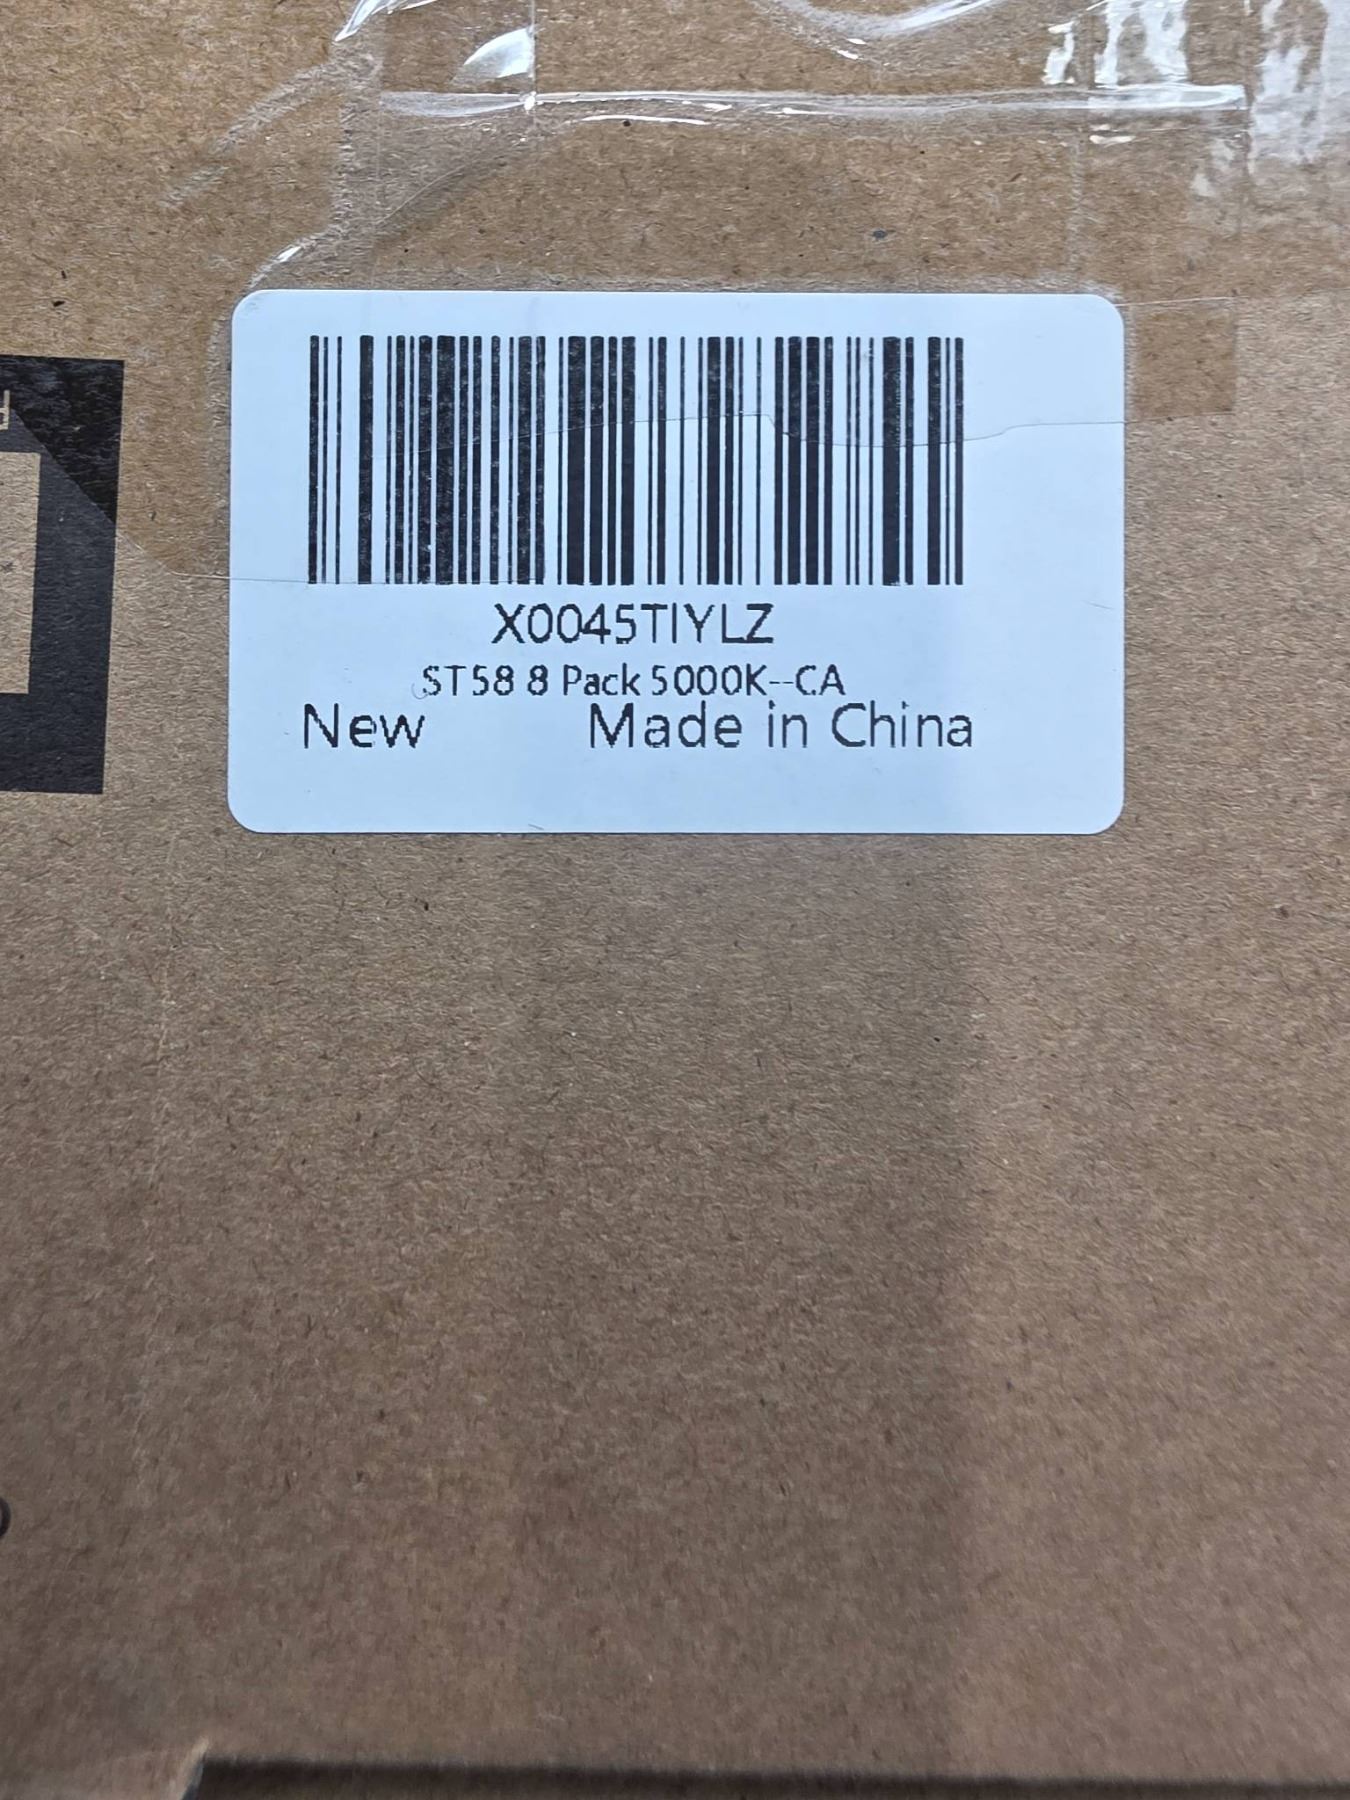 X0045TIYLZ
ST58 8 Pack 5000K--CA
New Made in China